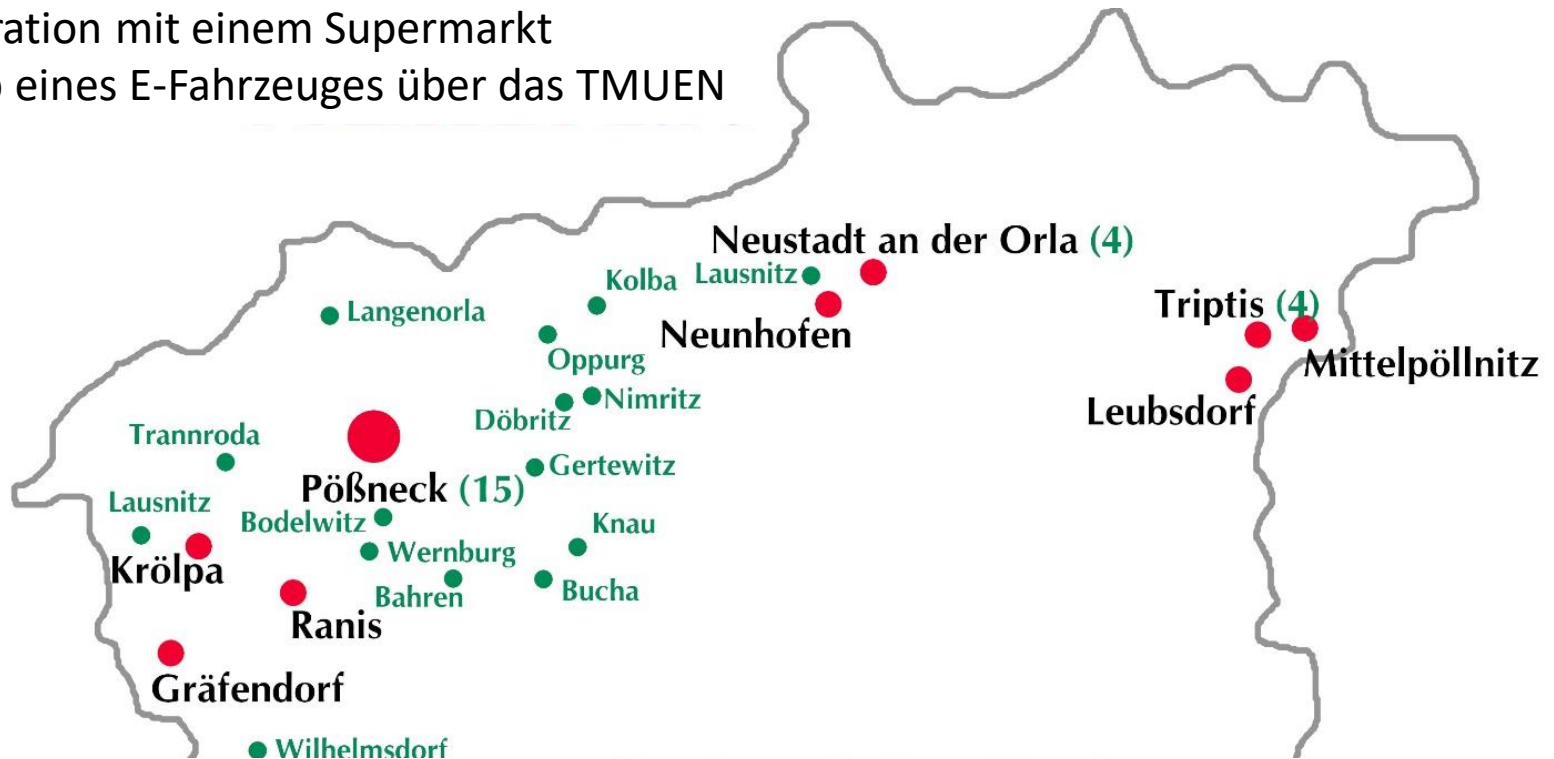 ration mit einem Supermarkt
eines E-Fahrzeuges über das TMUEN
Neustadt an der Orla (4)
Kolba
Lausnitz
Langenorla
Triptis (4)
Neunhofen
Oppurg
Mittelpöllnitz
Nimritz
Leubsdorf
Döbritz
Trannroda
Gertewitz
Pößneck (15)
Lausnitz
Bodelwitz
Knau
Wernburg
Krölpa
Bahren
Bucha
Ranis
Gräfendorf
Wilhelmsdorf